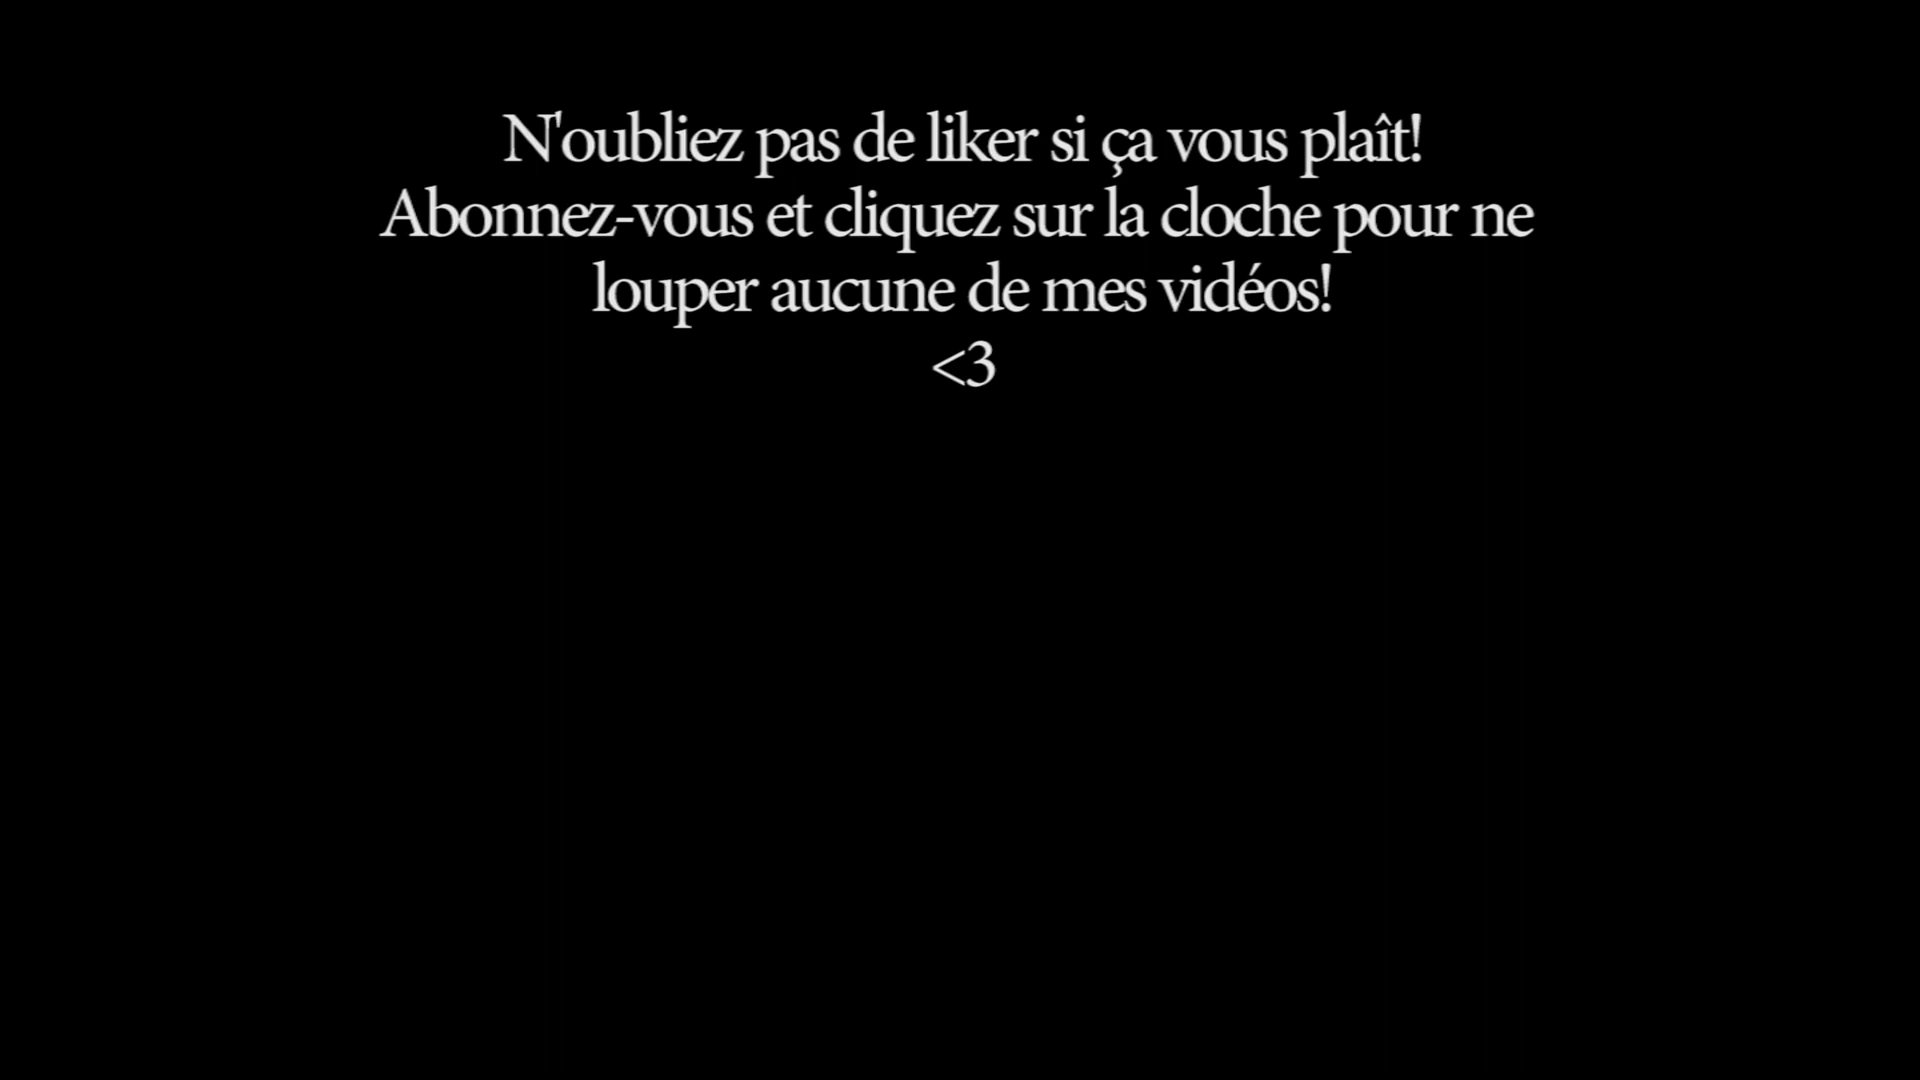 N'oubliez pas de liker si ça vous plaît!
Abonnez-vous et cliquez sur la cloche pour ne
louper aucune de mes vidéos!
<3